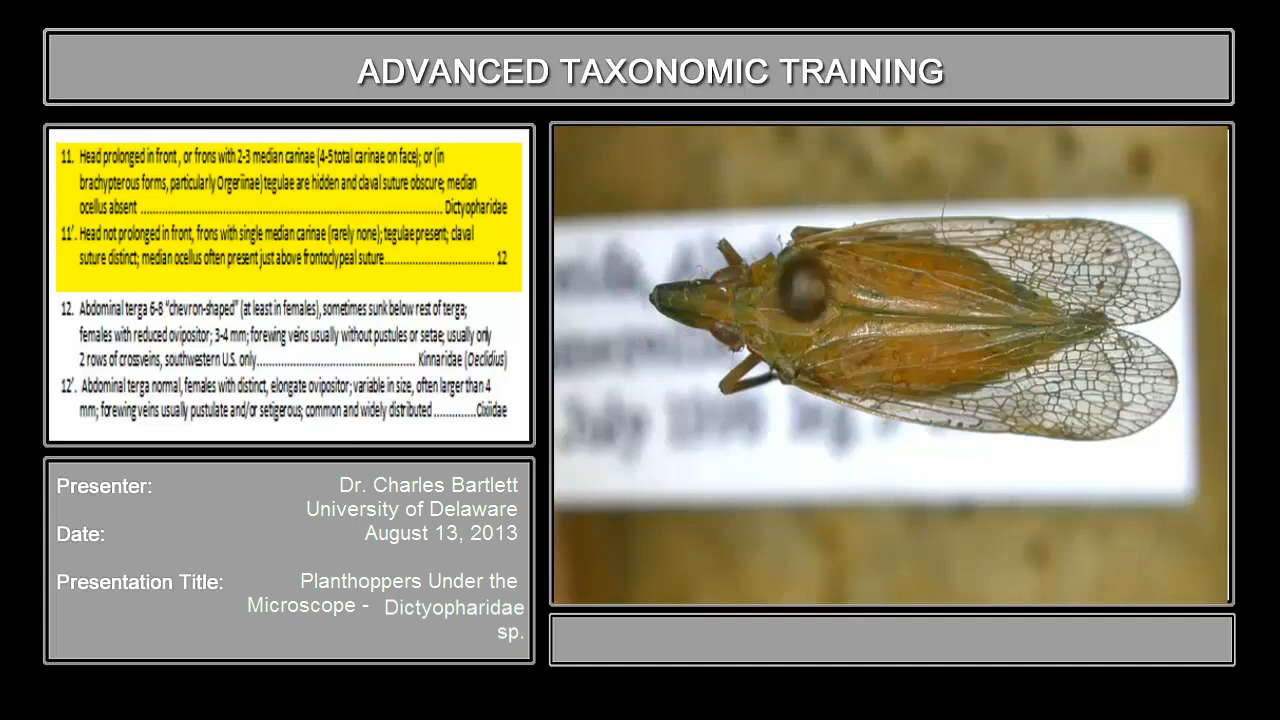 ADVANCED TAXONOMIC TRAINING
11. Head prolonged in front, or frons with 2-3 median carinae (4-5 total carinae on face); or (in
brachypterous forms, particularly Orgeriinae) tegulae are hidden and claval suture obscure; median
ocellus absent ........................................................................................ Dictyopharidae
11'. Head not prolonged in front, frons with single median carinae (rarely none); tegulae present; claval
suture distinct; median ocellus often present just above frontoclypeal suture................................ 12
12. Abdominal terga 6-8 "chevron-shaped" (at least in females), sometimes sunk below rest of terga;
females with reduced ovipositor; 3-4 mm; forewing veins usually without pustules or setae; usually only
2 rows of crossveins, southwestern U.S. only.............................................. Kinnaridae (Oeclidius)
12'. Abdominal terga normal, females with distinct, elongate ovipositor; variable in size, often larger than 4
mm; forewing veins usually pustulate and/or setigerous; common and widely distributed ............Cixiidae
Presenter: Dr. Charles Bartlett
University of Delaware
Date: August 13, 2013
Presentation Title: Planthoppers Under the
Microscope - Dictyopharidae
sp.
July